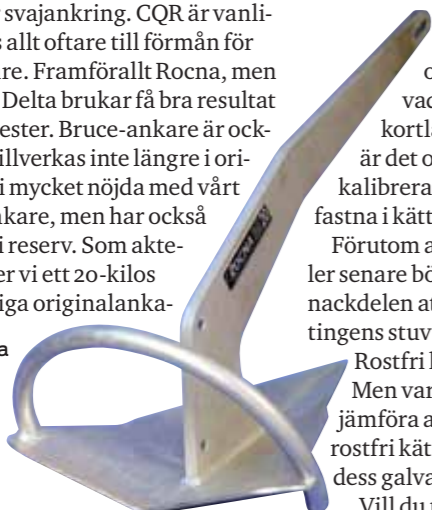 svajankring. CQR är vanli-
s allt oftare till förmån för
re. Framförallt Rocna, men
Delta brukar få bra resultat
ester. Bruce-ankare är ock-
illverkas inte längre i ori-
i mycket nöjda med vårt
nkare, men har också
i reserv. Som akte-
er vi ett 20-kilos
iga originalanka-
a
ROCNA
vad
kortla
är det o
kalibrera
fastna i kätt
Förutom a
ler senare bö
nackdelen at
tingens stuv
Rostfri
Men var
jämföra a
rostfri kät
dess galva
Vill du